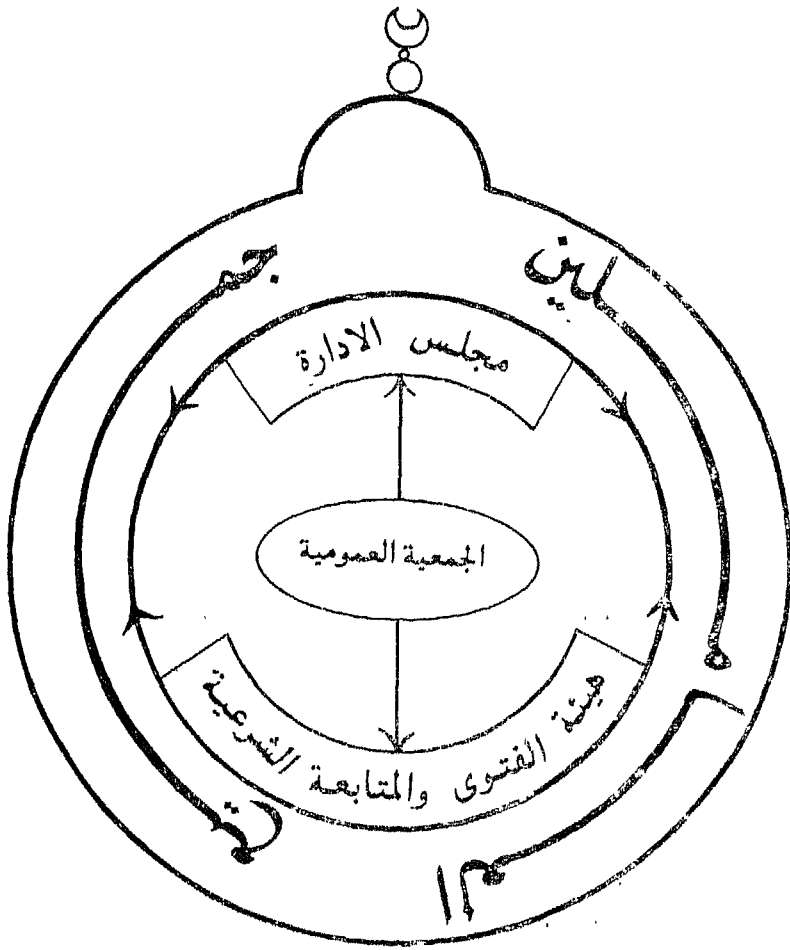 مجلس الادارة
الجمعية العمومية
هيئة الفتوى والمتابعة الشرعية